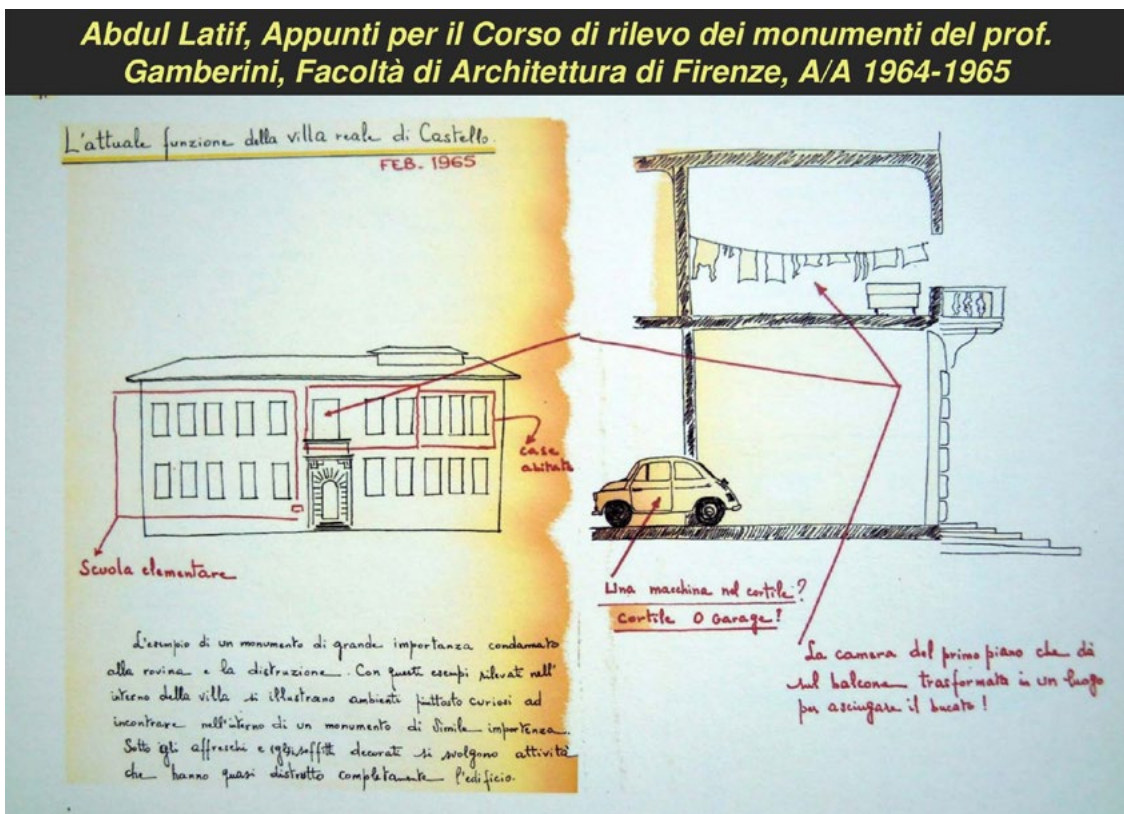 Abdul Latif, Appunti per il Corso di rilevo dei monumenti del prof.
Gamberini, Facoltà di Architettura di Firenze, A/A 1964-1965
L'attuale funzione della villa reale di Castello.
FEB. 1965
case
abitate
Scuola elementare
Una macchina nel cortile?
cortile O Garage!
La camera del primo piano che dà
sul balcone trasformata in un luogo
per asciugare il bucato!
L'esempio di un monumento di grande importanza condannato
alla rovina e la distruzione. Con questi esempi rilevati nell'
interno della villa si illustrano ambienti piuttosto curiosi ad
incontrare nell'interno di un monumento di simile importenza.
Sotto gli affreschi e soffitti decorati si svolgono attività
che hanno quasi distrutto completamente l'edificio.